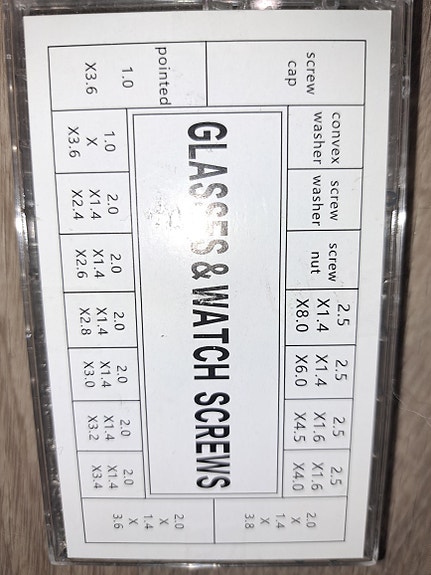 screw
cap
convex
washer
screw
washer
screw
nut
2.5
X1.4
X8.0
2.5
X1.4
X6.0
2.5
X1.6
X4.5
2.5
X1.6
X4.0
2.0
X
1.4
X
3.8
GLASSES & WATCH SCREWS
pointed
1.0
X3.6
1.0
X
X3.6
2.0
X1.4
X2.4
2.0
X1.4
X2.6
2.0
X1.4
X2.8
2.0
X1.4
X3.0
2.0
X1.4
X3.2
2.0
X1.4
X3.4
2.0
X
1.4
X
3.6